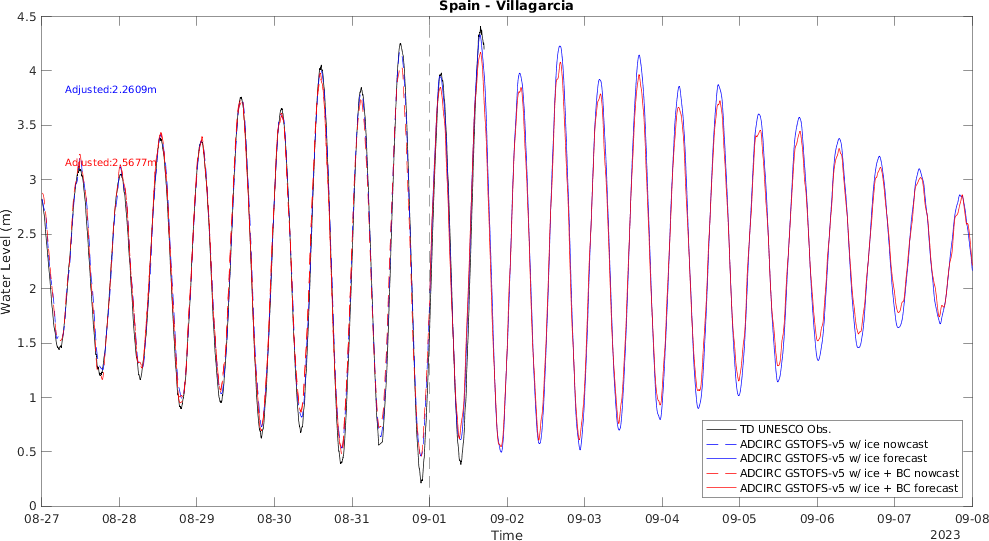 Spain - Villagarcia
4.5
4
3.5
3
2.5
2
1.5
1
0.5
0
Water Level (m)
Adjusted:2.2609m
Adjusted:2.5677m
TD UNESCO Obs.
ADCIRC GSTOFS-v5 w/ ice nowcast
ADCIRC GSTOFS-v5 w/ ice forecast
ADCIRC GSTOFS-v5 w/ ice + BC nowcast
ADCIRC GSTOFS-v5 w/ ice + BC forecast
08-27 08-28 08-29 08-30 08-31 09-01 09-02 09-03 09-04 09-05 09-06 09-07 09-08
Time
2023